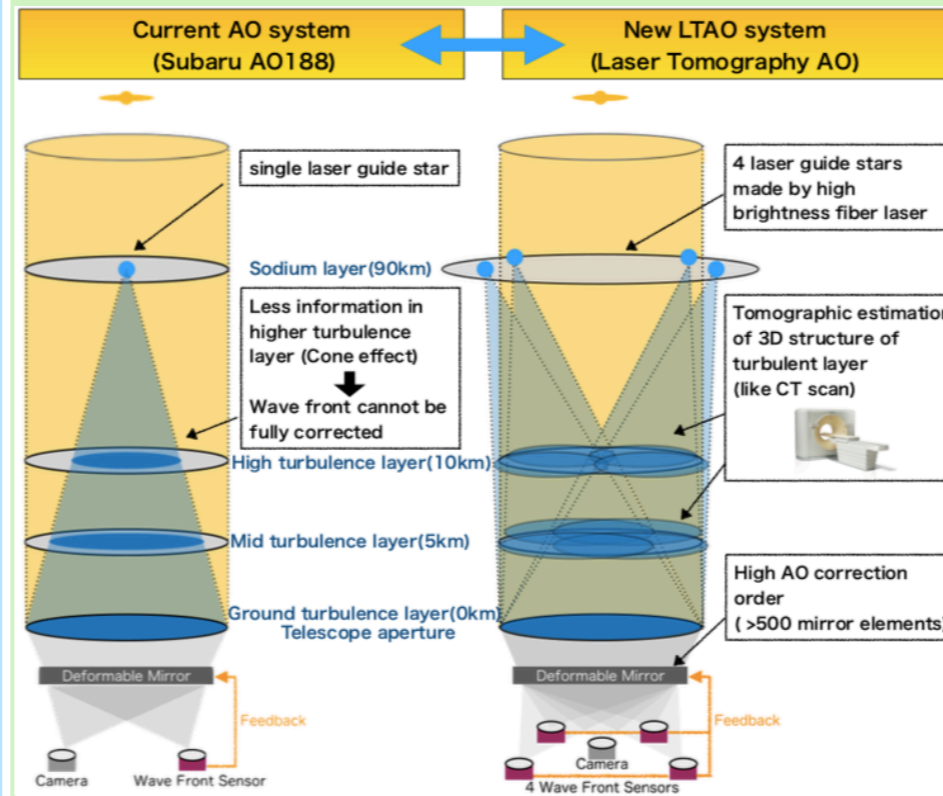 Current AO system
(Subaru AO188)
New LTAO system
(Laser Tomography AO)
single laser guide star
4 laser guide stars
made by high
brightness fiber laser
Sodium layer(90km)
Less information in
higher turbulence
layer (Cone effect)
Wave front cannot be
fully corrected
Tomographic estimation
of 3D structure of
turbulent layer
(like CT scan)
High turbulence layer(10km)
Mid turbulence layer(5km)
High AO correction
order
( >500 mirror elements)
Ground turbulence layer(0km)
Telescope aperture
Deformable Mirror
Feedback
Camera
Wave Front Sensor
Deformable Mirror
Feedback
Camera
4 Wave Front Sensors